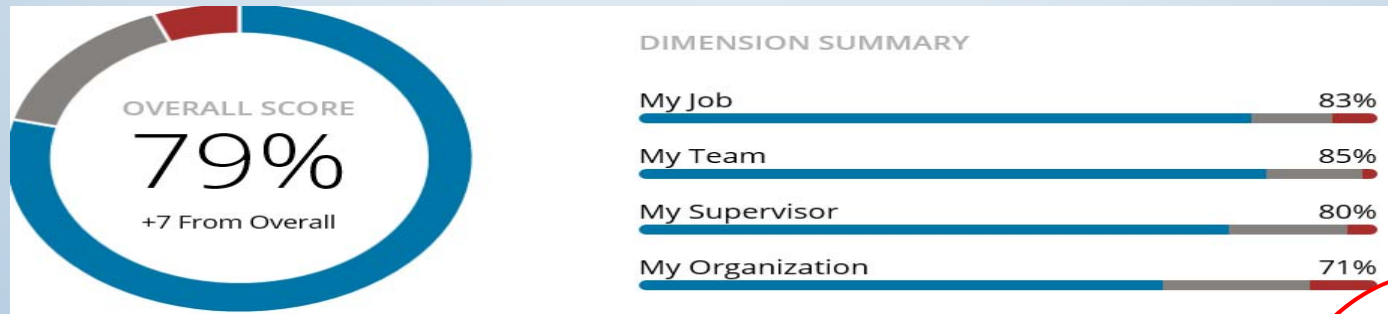 OVERALL SCORE
79%
+7 From Overall
DIMENSION SUMMARY
My Job 83%
My Team 85%
My Supervisor 80%
My Organization 71%